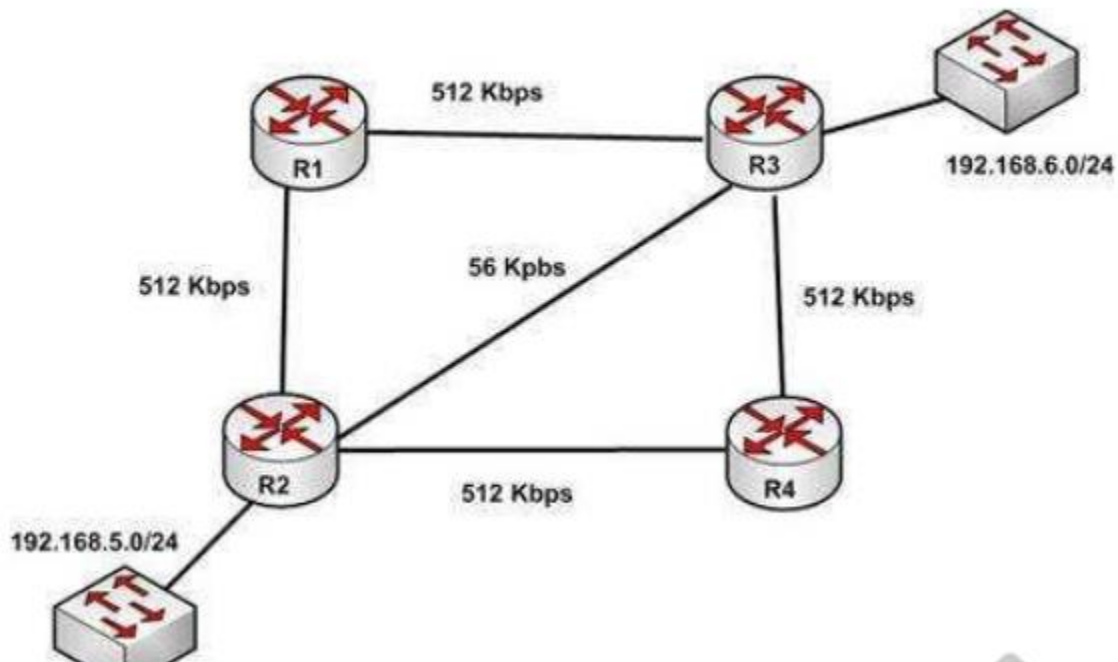 512 Kbps
R1
R3
192.168.6.0/24
512 Kbps
56 Kpbs
512 Kbps
R2
512 Kbps
R4
192.168.5.0/24